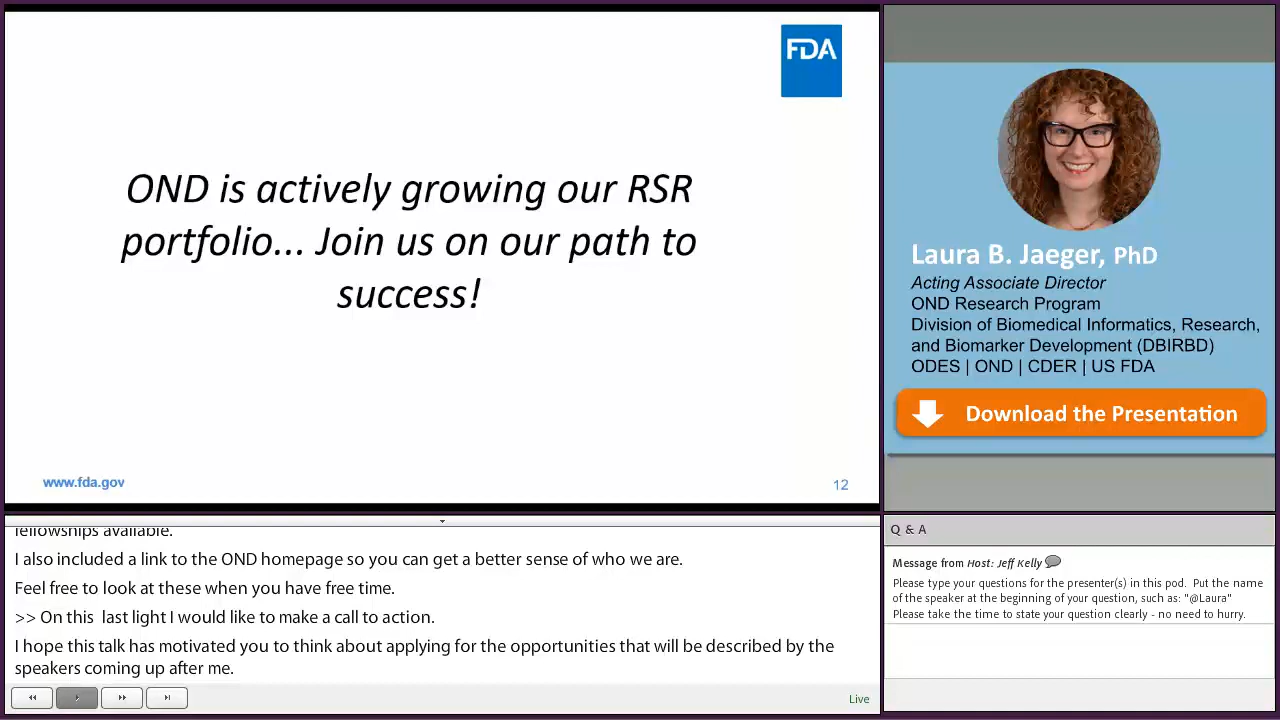 FDA
OND is actively growing our RSR
portfolio... Join us on our path to
success!
www.fda.gov
12
Laura B. Jaeger, PhD
Acting Associate Director
OND Research Program
Division of Biomedical Informatics, Research,
and Biomarker Development (DBIRBD)
ODES | OND | CDER | US FDA
Download the Presentation
fellowships available.
I also included a link to the OND homepage so you can get a better sense of who we are.
Feel free to look at these when you have free time.
>> On this last light I would like to make a call to action.
I hope this talk has motivated you to think about applying for the opportunities that will be described by the
speakers coming up after me.
Live
Q & A
Message from Host: Jeff Kelly
Please type your questions for the presenter(s) in this pod. Put the name
of the speaker at the beginning of your question, such as: "@Laura"
Please take the time to state your question clearly - no need to hurry.